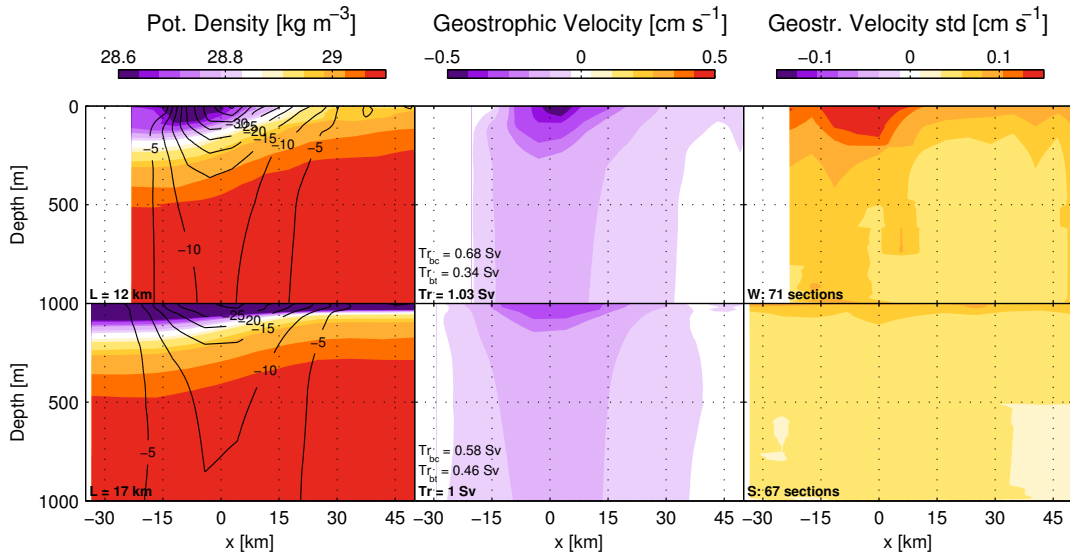 Pot. Density [kg m⁻³]
Geostrophic Velocity [cm s⁻¹]
Geostr. Velocity std [cm s⁻¹]
28.6 28.8 29
−0.5 0 0.5
−0.1 0 0.1
0
500
1000
Depth [m]
−30
−25
−20
−15
−10
−5
−5
−10
L = 12 km
Tr_bc = 0.68 Sv
Tr_bt = 0.34 Sv
Tr = 1.03 Sv
W: 71 sections
500
1000
Depth [m]
−25
−20
−15
−5
−10
−5
L = 17 km
Tr_bc = 0.58 Sv
Tr_bt = 0.46 Sv
Tr = 1 Sv
S: 67 sections
−30 −15 0 15 30 45
−30 −15 0 15 30 45
−30 −15 0 15 30 45
x [km]
x [km]
x [km]